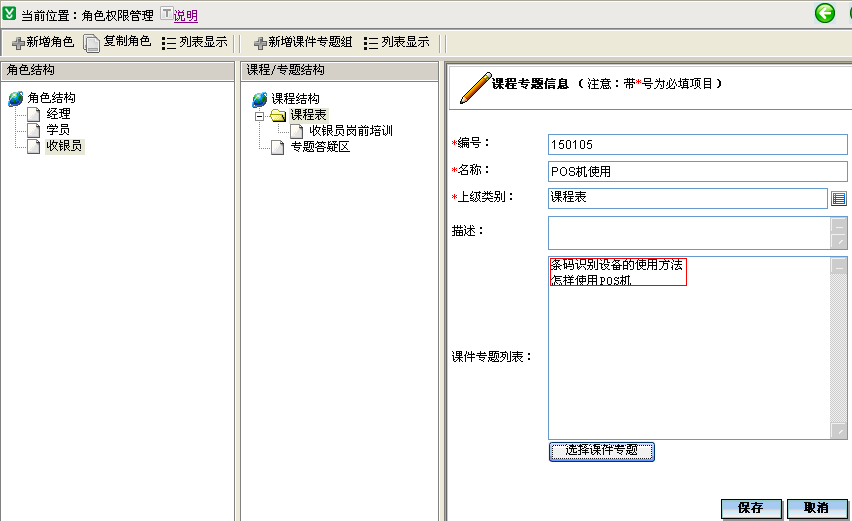 当前位置：角色权限管理 T说明
新增角色 复制角色 列表显示 新增课件专题组 列表显示
角色结构
角色结构
经理
学员
收银员
课程/专题结构
课程结构
课程表
收银员岗前培训
专题答疑区
课程专题信息（注意：带*号为必填项目）
*编号： 150105
*名称： POS机使用
*上级类别： 课程表
描述：
课件专题列表：
条码识别设备的使用方法
怎样使用POS机
选择课件专题
保存 取消